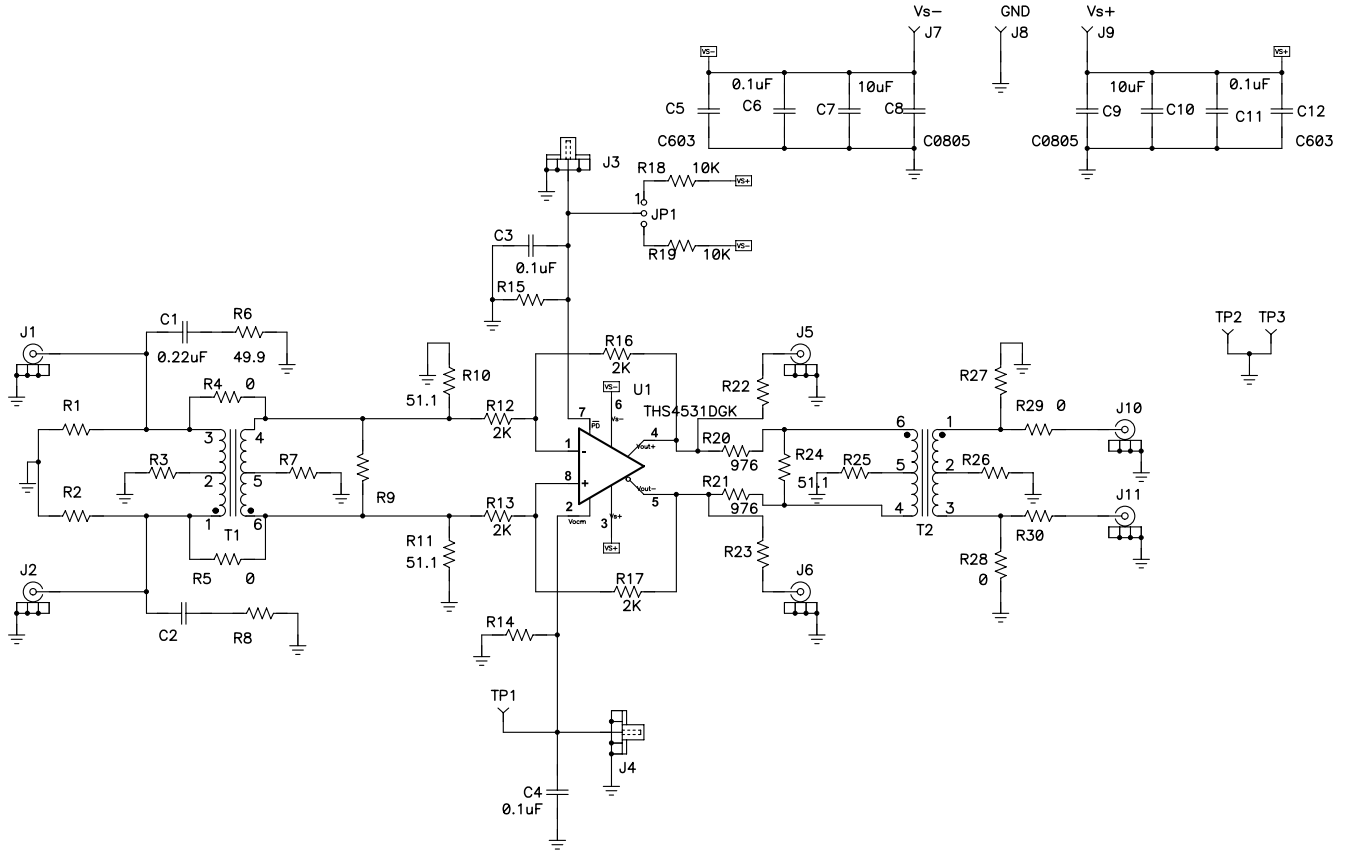 Vs-
GND
Vs+
J7
J8
J9
VS-
VS+
0.1uF
10uF
10uF
0.1uF
C5
C6
C7
C8
C9
C10
C11
C12
C603
C0805
C0805
C603
J3
R18
10K
VS+
1
JP1
R19
10K
VS-
C3
0.1uF
R15
J1
C1
R6
0.22uF
49.9
R4
0
R1
3
4
R3
2
5
R7
R2
1
6
T1
R5
0
J2
C2
R8
R9
R10
51.1
R11
51.1
R12
2K
R13
2K
R16
2K
R17
2K
VS-
U1
6
Vs-
THS4531DGK
7
PD
1
-
8
+
2
Vocm
3
Vs+
VS+
4
Vout+
5
Vout-
R14
TP1
J4
C4
0.1uF
J5
R22
R20
976
R21
976
R23
J6
R24
51.1
R25
6
5
4
T2
1
2
3
R26
R27
R29
0
J10
J11
R30
R28
0
TP2
TP3